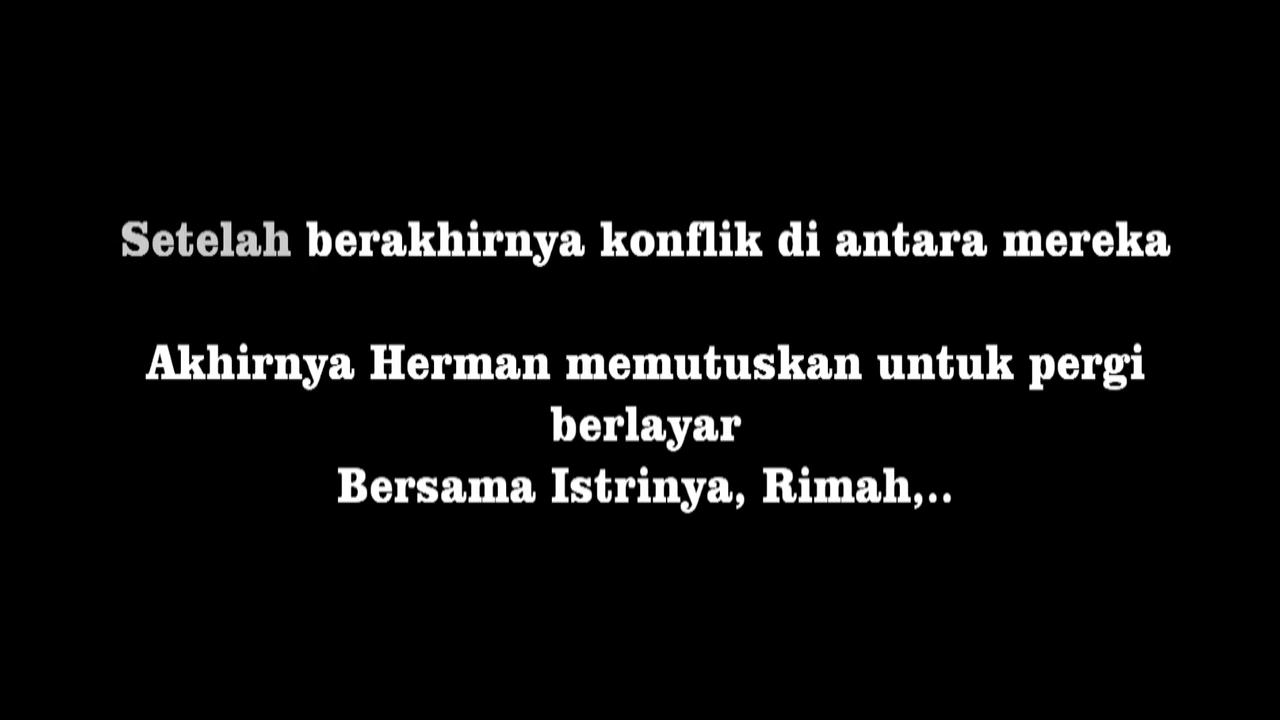 Setelah berakhirnya konflik di antara mereka
Akhirnya Herman memutuskan untuk pergi
berlayar
Bersama Istrinya, Rimah,..